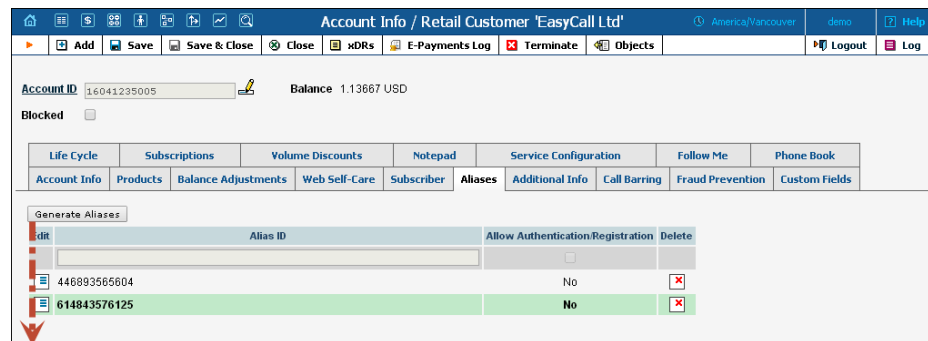 Account Info / Retail Customer 'EasyCall Ltd' America/Vancouver demo Help
Add Save Save & Close Close xDRs E-Payments Log Terminate Objects Logout Log
Account ID 16041235005 Balance 1.13667 USD
Blocked
Life Cycle Subscriptions Volume Discounts Notepad Service Configuration Follow Me Phone Book
Account Info Products Balance Adjustments Web Self-Care Subscriber Aliases Additional Info Call Barring Fraud Prevention Custom Fields
Generate Aliases
Edit Alias ID Allow Authentication/Registration Delete
446893565604 No
614843576125 No